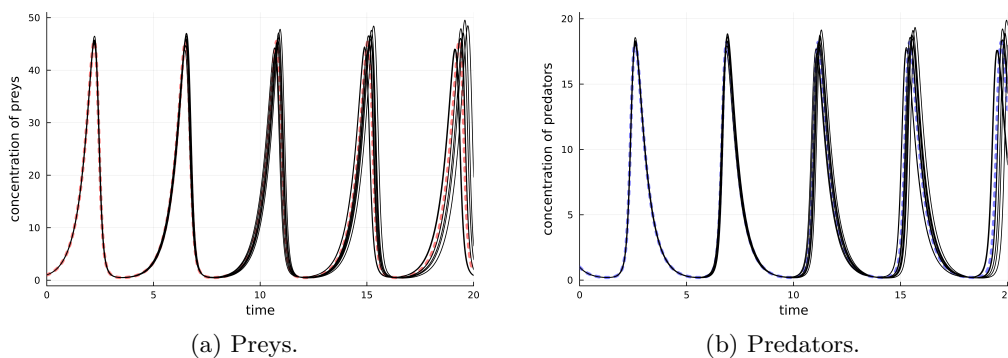 50
40
30
20
10
0
concentration of preys
0 5 10 15 20
time
20
15
10
5
0
concentration of predators
0 5 10 15 20
time
(a) Preys.
(b) Predators.